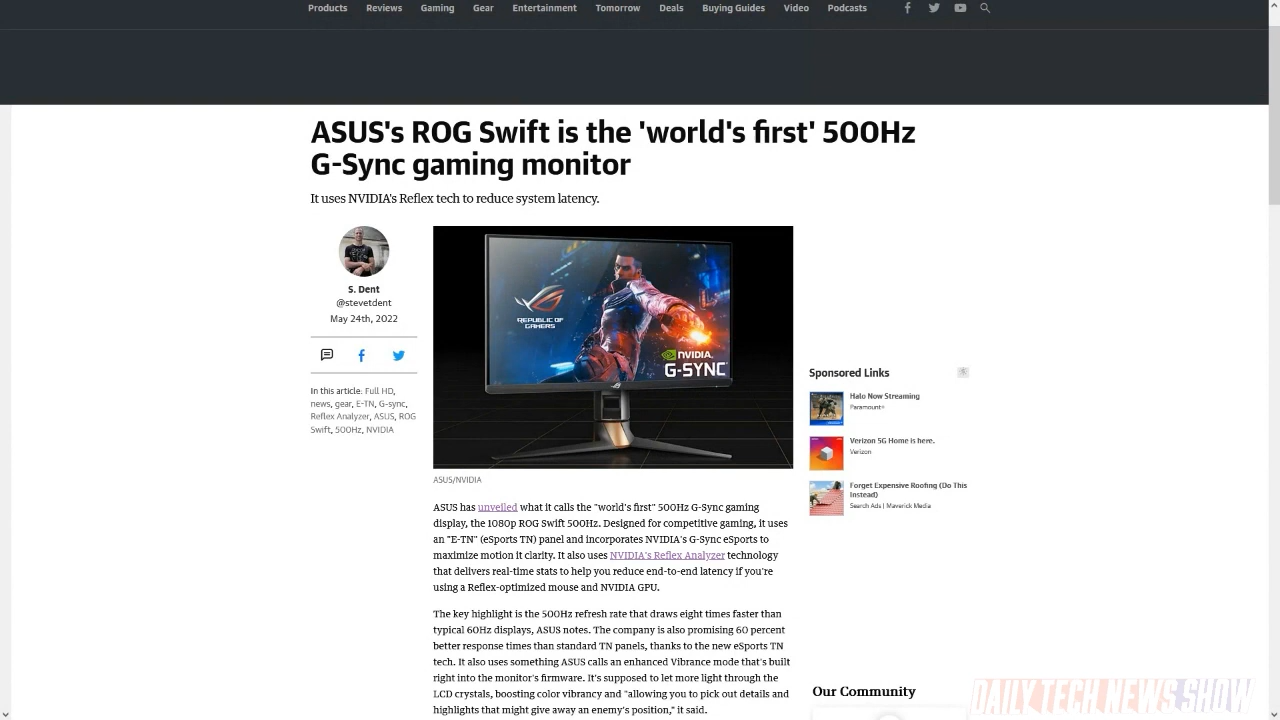 Products Reviews Gaming Gear Entertainment Tomorrow Deals Buying Guides Video Podcasts
ASUS's ROG Swift is the 'world's first' 500Hz
G-Sync gaming monitor
It uses NVIDIA's Reflex tech to reduce system latency.
S. Dent
@stevetdent
May 24th, 2022
In this article: Full HD,
news, gear, E-TN, G-sync,
Reflex Analyzer, ASUS, ROG
Swift, 500Hz, NVIDIA
REPUBLIC OF
GAMERS
NVIDIA.
G-SYNC
ASUS/NVIDIA
ASUS has unveiled what it calls the "world's first" 500Hz G-Sync gaming
display, the 1080p ROG Swift 500Hz. Designed for competitive gaming, it uses
an "E-TN" (eSports TN) panel and incorporates NVIDIA's G-Sync eSports to
maximize motion it clarity. It also uses NVIDIA's Reflex Analyzer technology
that delivers real-time stats to help you reduce end-to-end latency if you're
using a Reflex-optimized mouse and NVIDIA GPU.
The key highlight is the 500Hz refresh rate that draws eight times faster than
typical 60Hz displays, ASUS notes. The company is also promising 60 percent
better response times than standard TN panels, thanks to the new eSports TN
tech. It also uses something ASUS calls an enhanced Vibrance mode that's built
right into the monitor's firmware. It's supposed to let more light through the
LCD crystals, boosting color vibrancy and "allowing you to pick out details and
highlights that might give away an enemy's position," it said.
Sponsored Links
Halo Now Streaming
Paramount+
Verizon 5G Home is here.
Verizon
Forget Expensive Roofing (Do This
Instead)
Search Ads | Maverick Media
Our Community
DAILY TECH NEWS SHOW